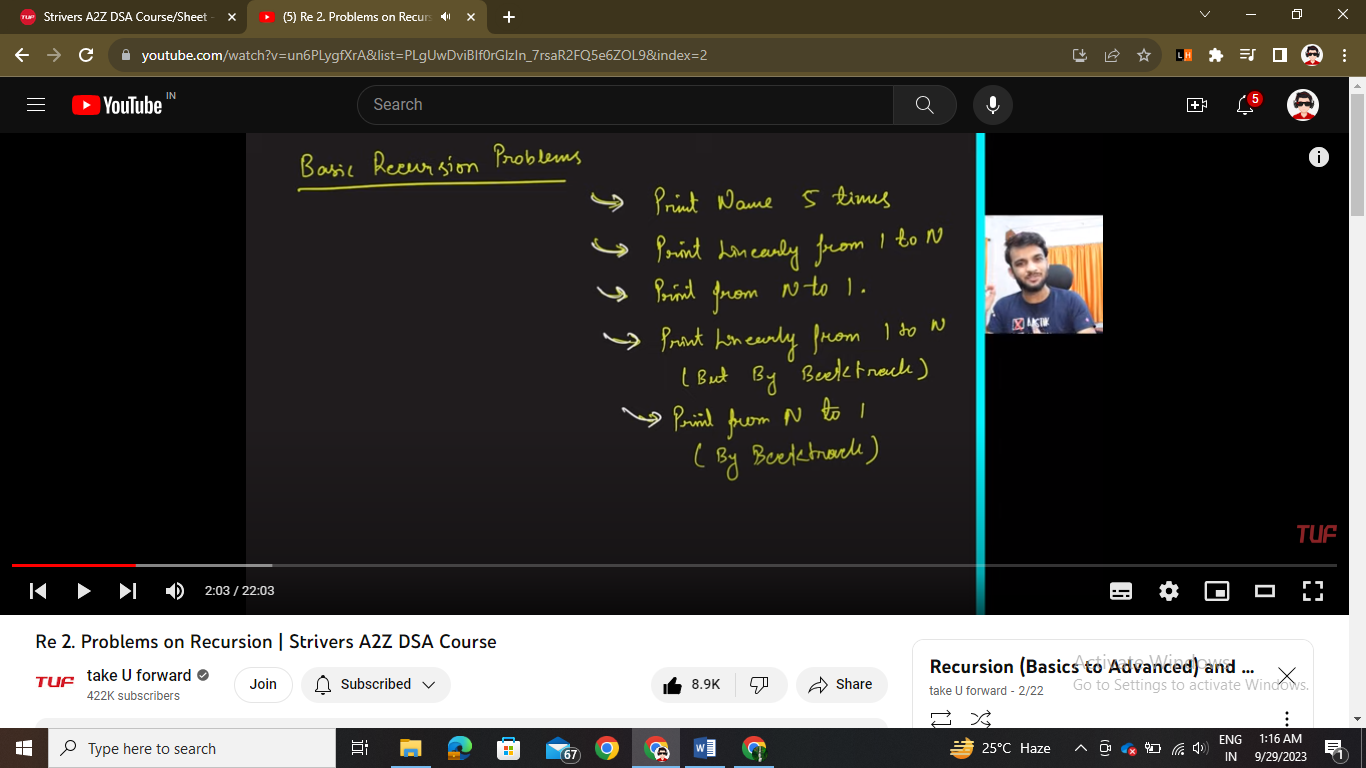 Strivers A2Z DSA Course/Sheet -
(5) Re 2. Problems on Recurs
youtube.com/watch?v=un6PLygfXrA&list=PLgUwDviBIf0rGlzIn_7rsaR2FQ5e6ZOL9&index=2
YouTube IN
Search
5
Basic Recursion Problems
Print Name 5 times
Print Linearly from 1 to N
Print from N to 1.
Print Linearly from 1 to N
(But By Backtrack)
Print from N to 1
(By Backtrack)
TUF
2:03 / 22:03
Re 2. Problems on Recursion | Strivers A2Z DSA Course
TUF
take U forward
422K subscribers
Join
Subscribed
8.9K
Share
Recursion (Basics to Advanced) and ...
take U forward - 2/22
Activate Windows
Go to Settings to activate Windows.
Type here to search
67
25°C Haze
ENG
IN
1:16 AM
9/29/2023
1